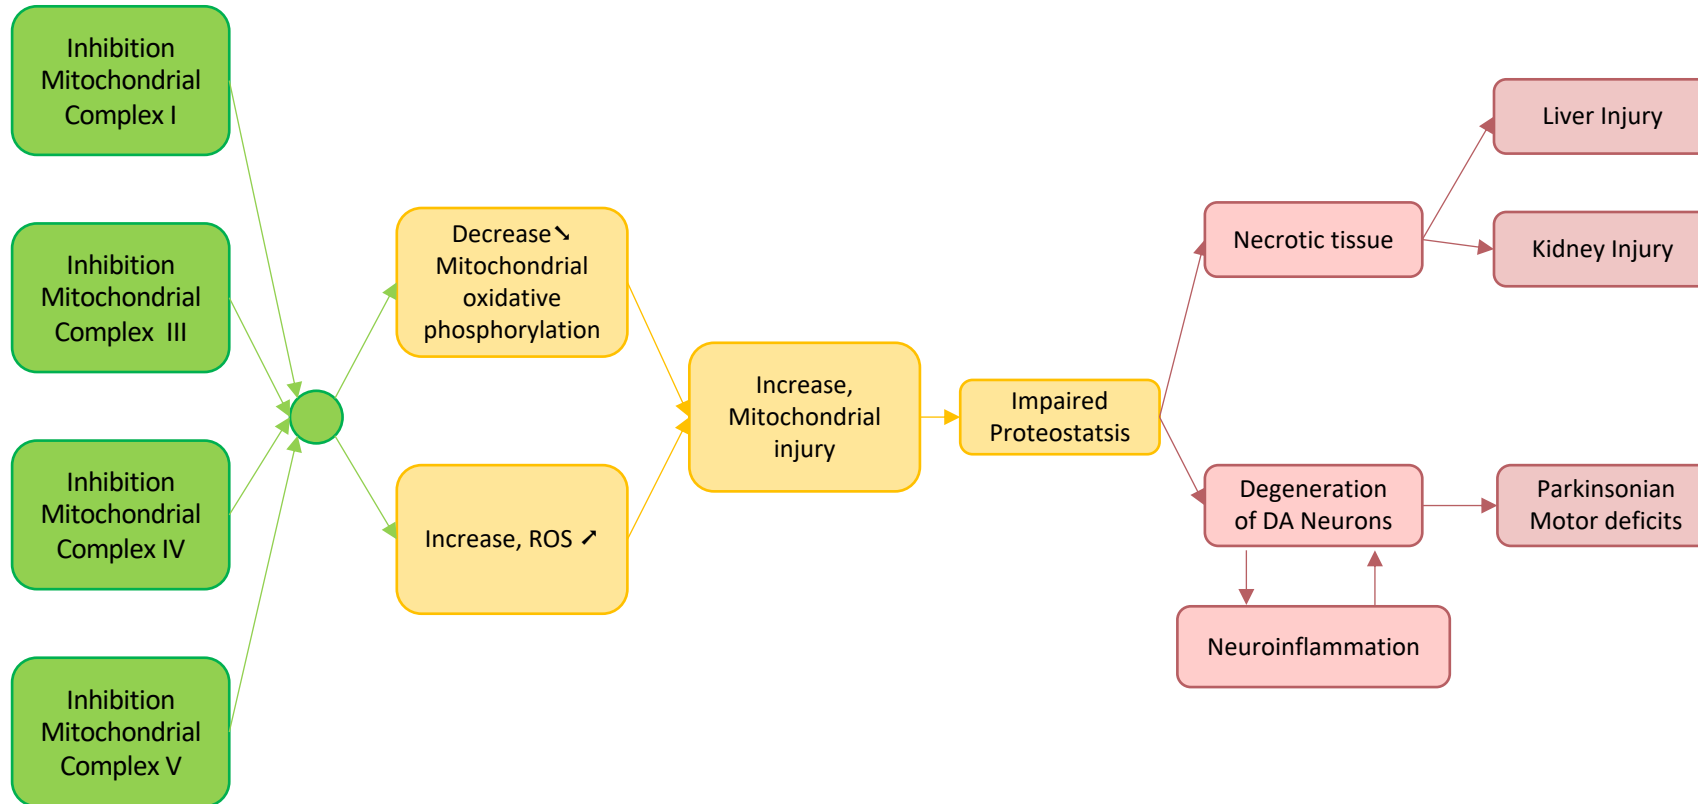 Inhibition
Mitochondrial
Complex I
Inhibition
Mitochondrial
Complex  III
Inhibition
Mitochondrial
Complex IV
Inhibition
Mitochondrial
Complex V
Decrease↘
Mitochondrial
oxidative
phosphorylation
Increase, ROS ↗
Increase,
Mitochondrial
injury
Impaired
Proteostatsis
Necrotic tissue
Degeneration
of DA Neurons
Neuroinflammation
Liver Injury
Kidney Injury
Parkinsonian
Motor deficits